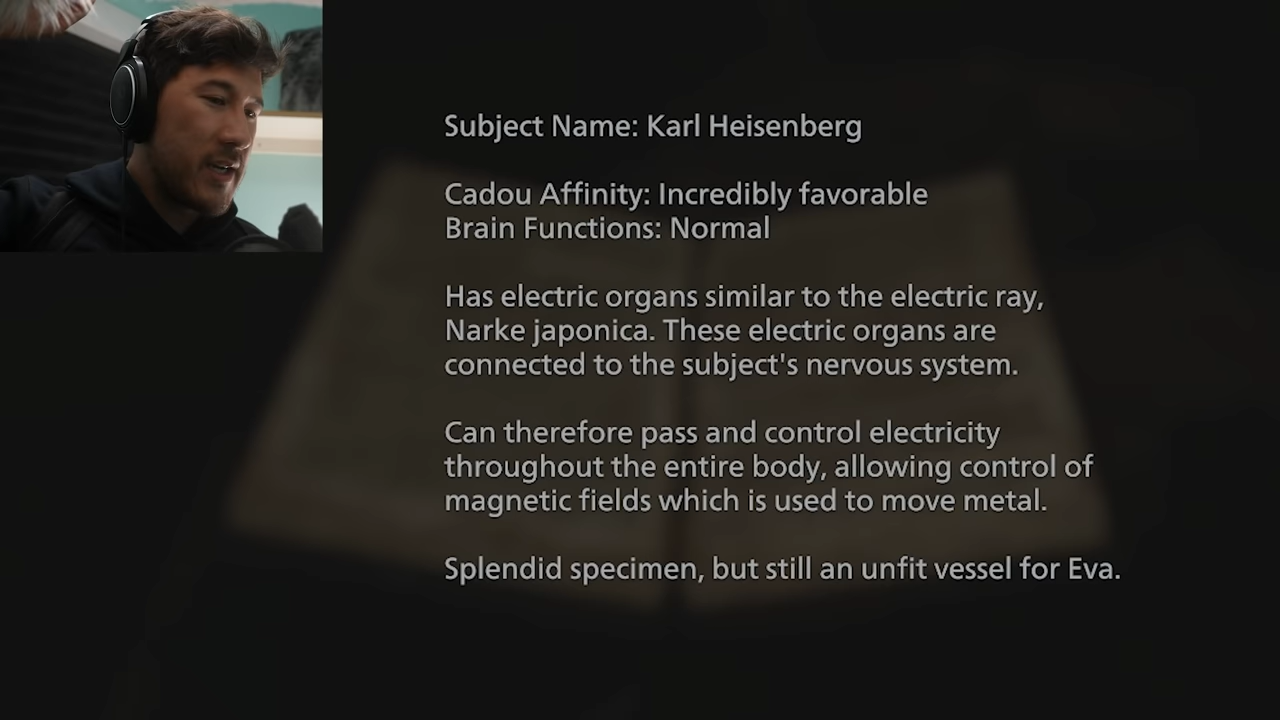 Subject Name: Karl Heisenberg
Cadou Affinity: Incredibly favorable
Brain Functions: Normal
Has electric organs similar to the electric ray,
Narke japonica. These electric organs are
connected to the subject's nervous system.
Can therefore pass and control electricity
throughout the entire body, allowing control of
magnetic fields which is used to move metal.
Splendid specimen, but still an unfit vessel for Eva.